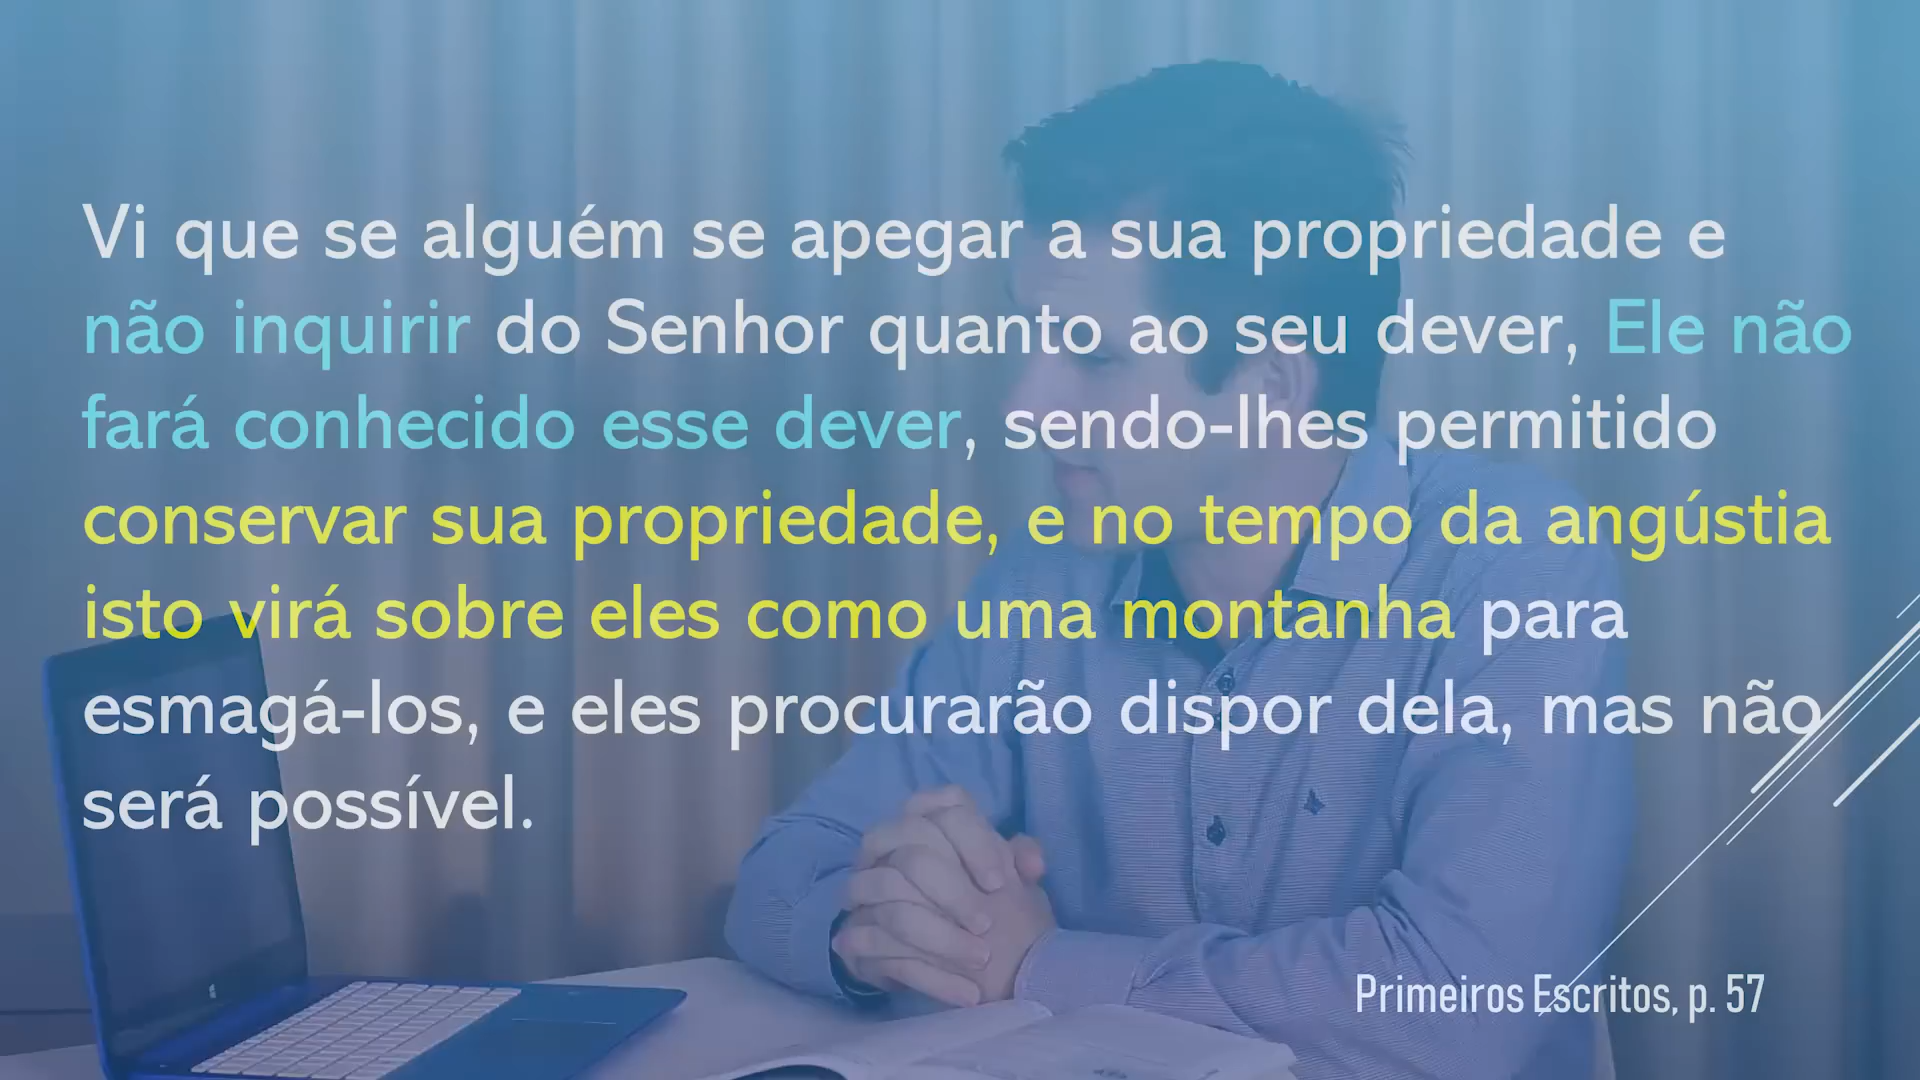 Vi que se alguém se apegar a sua propriedade e
não inquirir do Senhor quanto ao seu dever, Ele não
fará conhecido esse dever, sendo-lhes permitido
conservar sua propriedade, e no tempo da angústia
isto virá sobre eles como uma montanha para
esmagá-los, e eles procurarão dispor dela, mas não
será possível.
Primeiros Escritos, p. 57